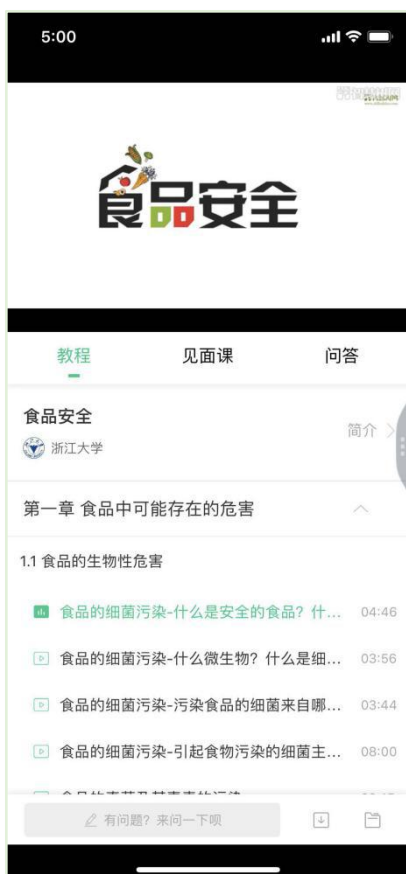 5:00
食品安全
教程
见面课
问答
食品安全
浙江大学
简介
第一章 食品中可能存在的危害
1.1 食品的生物性危害
食品的细菌污染-什么是安全的食品？什... 04:46
食品的细菌污染-什么微生物？什么是细... 03:56
食品的细菌污染-污染食品的细菌来自哪... 03:44
食品的细菌污染-引起食物污染的细菌主... 08:00
有问题？来问一下呗